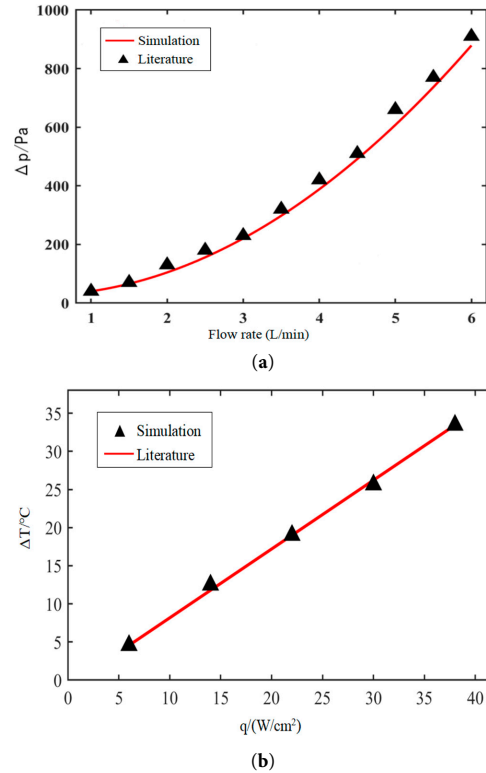 1000
800
600
400
200
0
Δp/Pa
Simulation
Literature
1 2 3 4 5 6
Flow rate (L/min)
(a)
35
30
25
20
15
10
5
0
ΔT/°C
Simulation
Literature
0 5 10 15 20 25 30 35 40
q/(W/cm²)
(b)